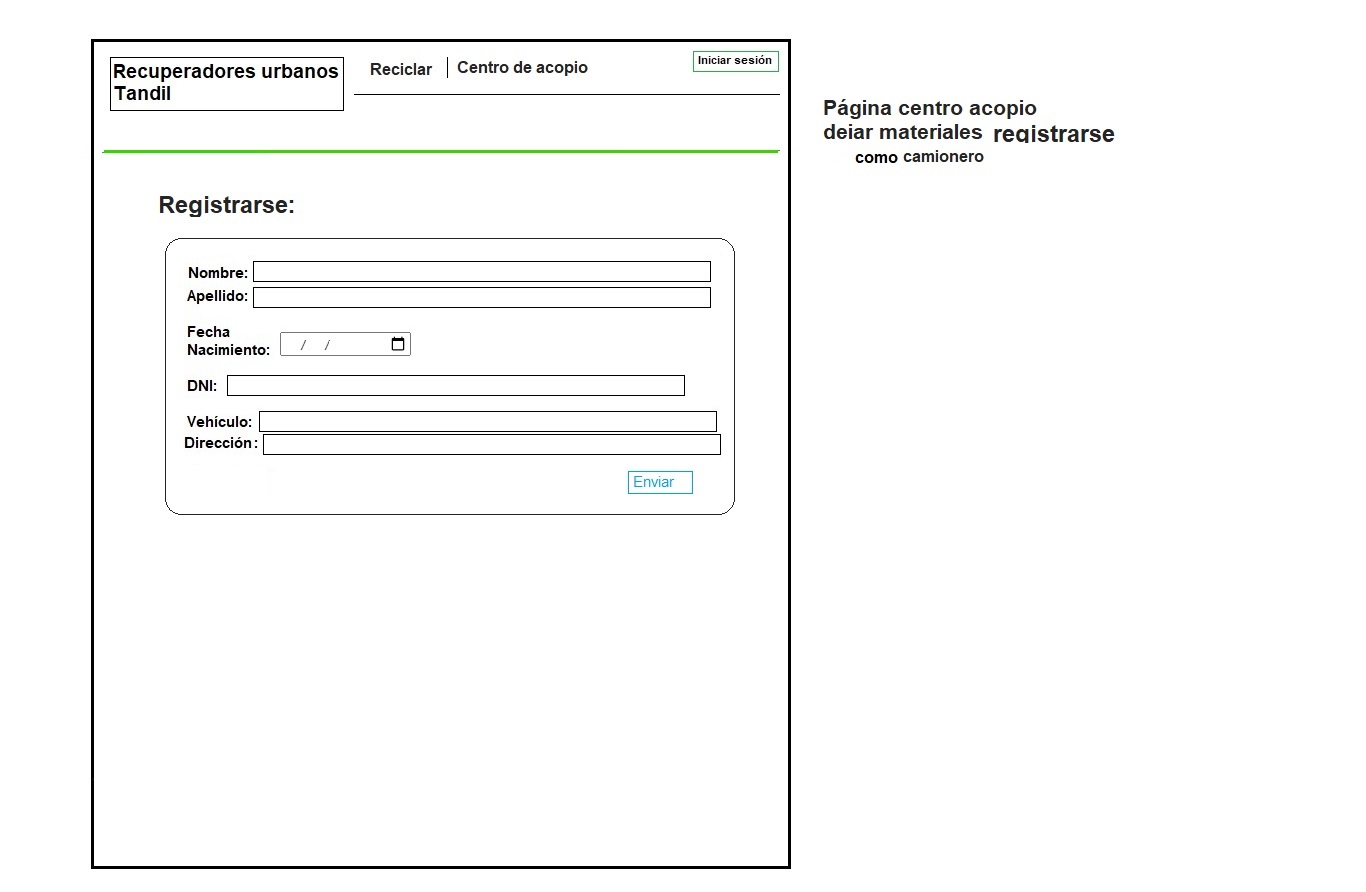 Recuperadores urbanos
Tandil
Reciclar
Centro de acopio
Iniciar sesión
Página centro acopio
dejar materiales registrarse
como camionero
Registrarse:
Nombre:
Apellido:
Fecha
Nacimiento:
/ /
DNI:
Vehículo:
Dirección:
Enviar